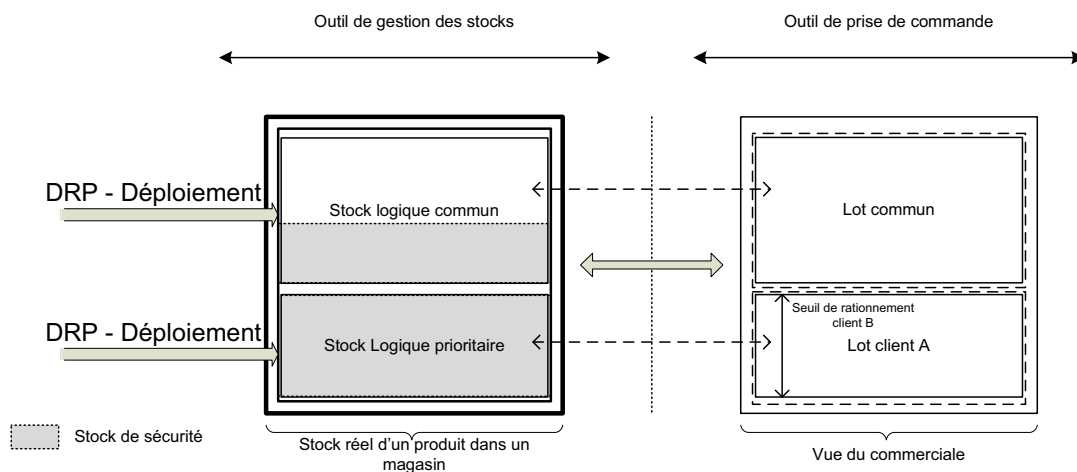 Outil de gestion des stocks
Outil de prise de commande
DRP - Déploiement
Stock logique commun
Lot commun
Seuil de rationnement
client B
DRP - Déploiement
Stock Logique prioritaire
Lot client A
Stock de sécurité
Stock réel d'un produit dans un
magasin
Vue du commerciale